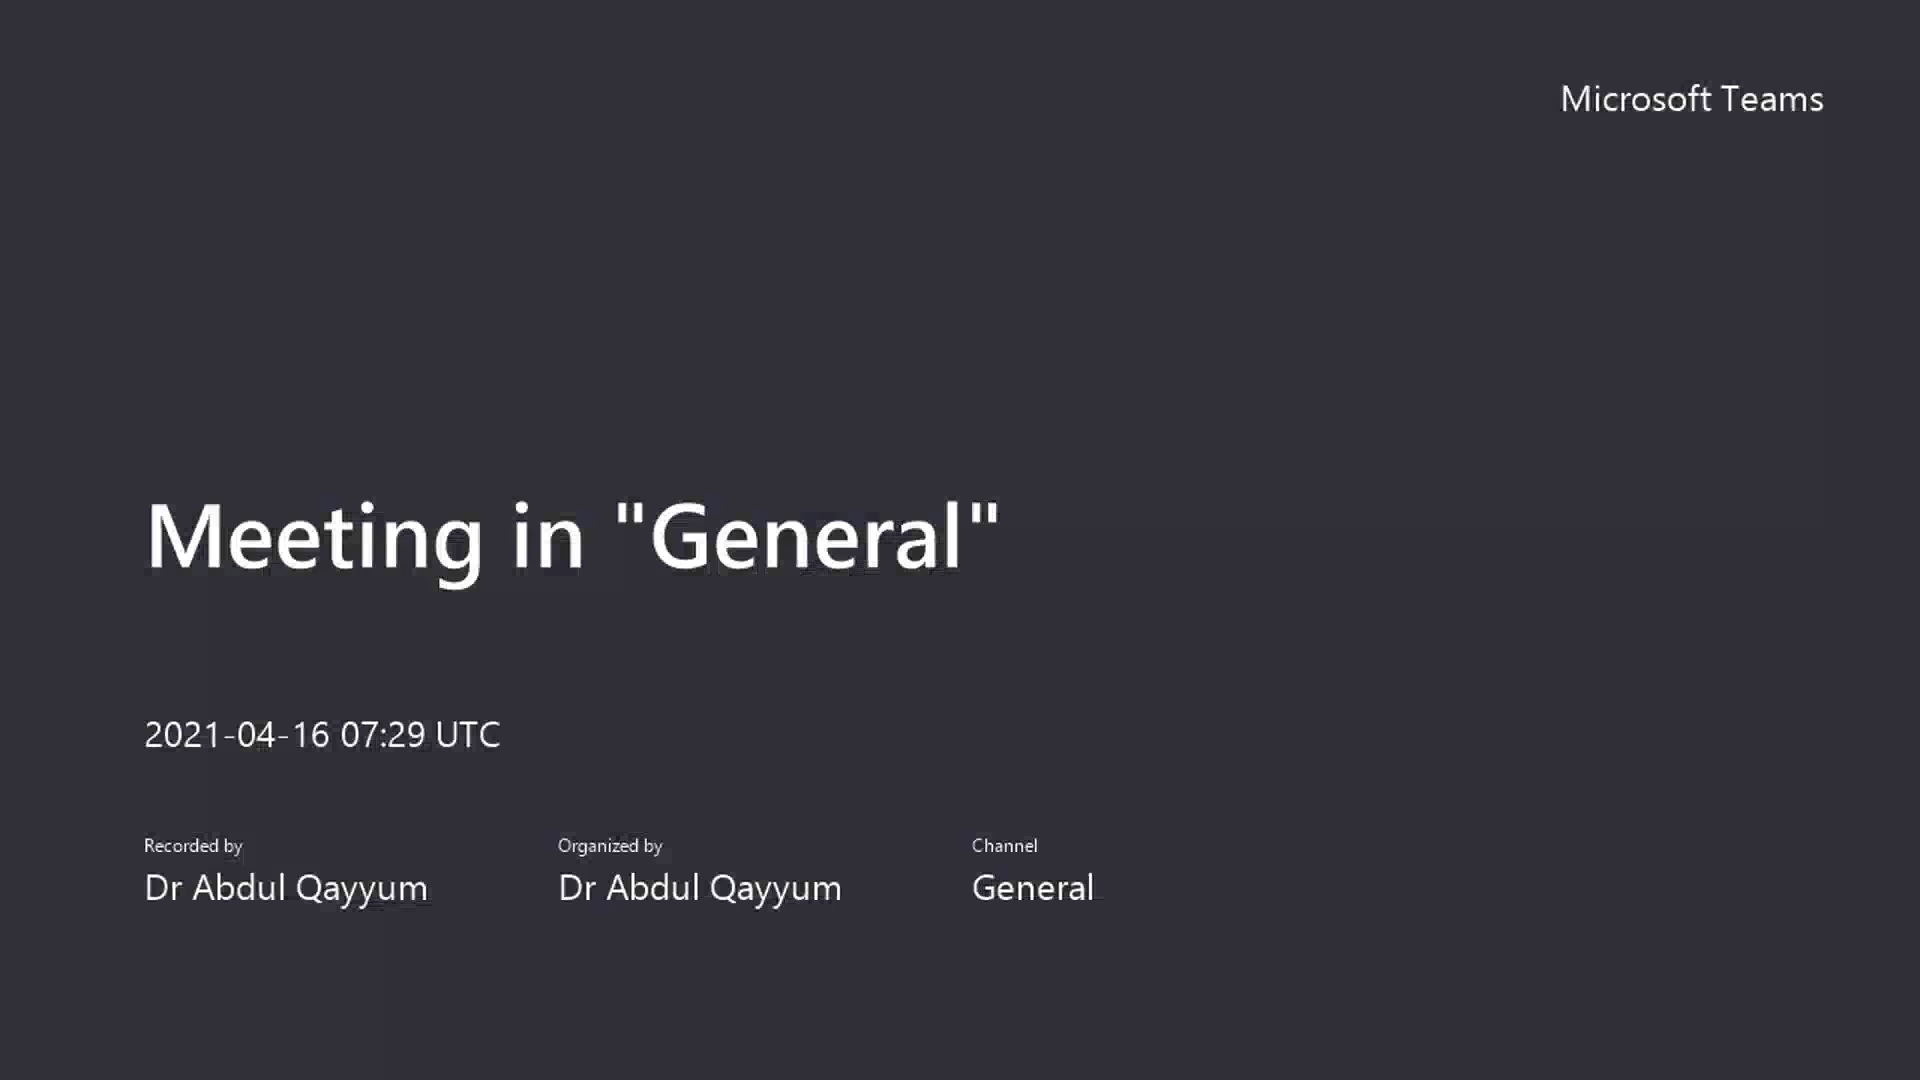 Microsoft Teams
Meeting in "General"
2021-04-16 07:29 UTC
Recorded by Organized by Channel
Dr Abdul Qayyum Dr Abdul Qayyum General